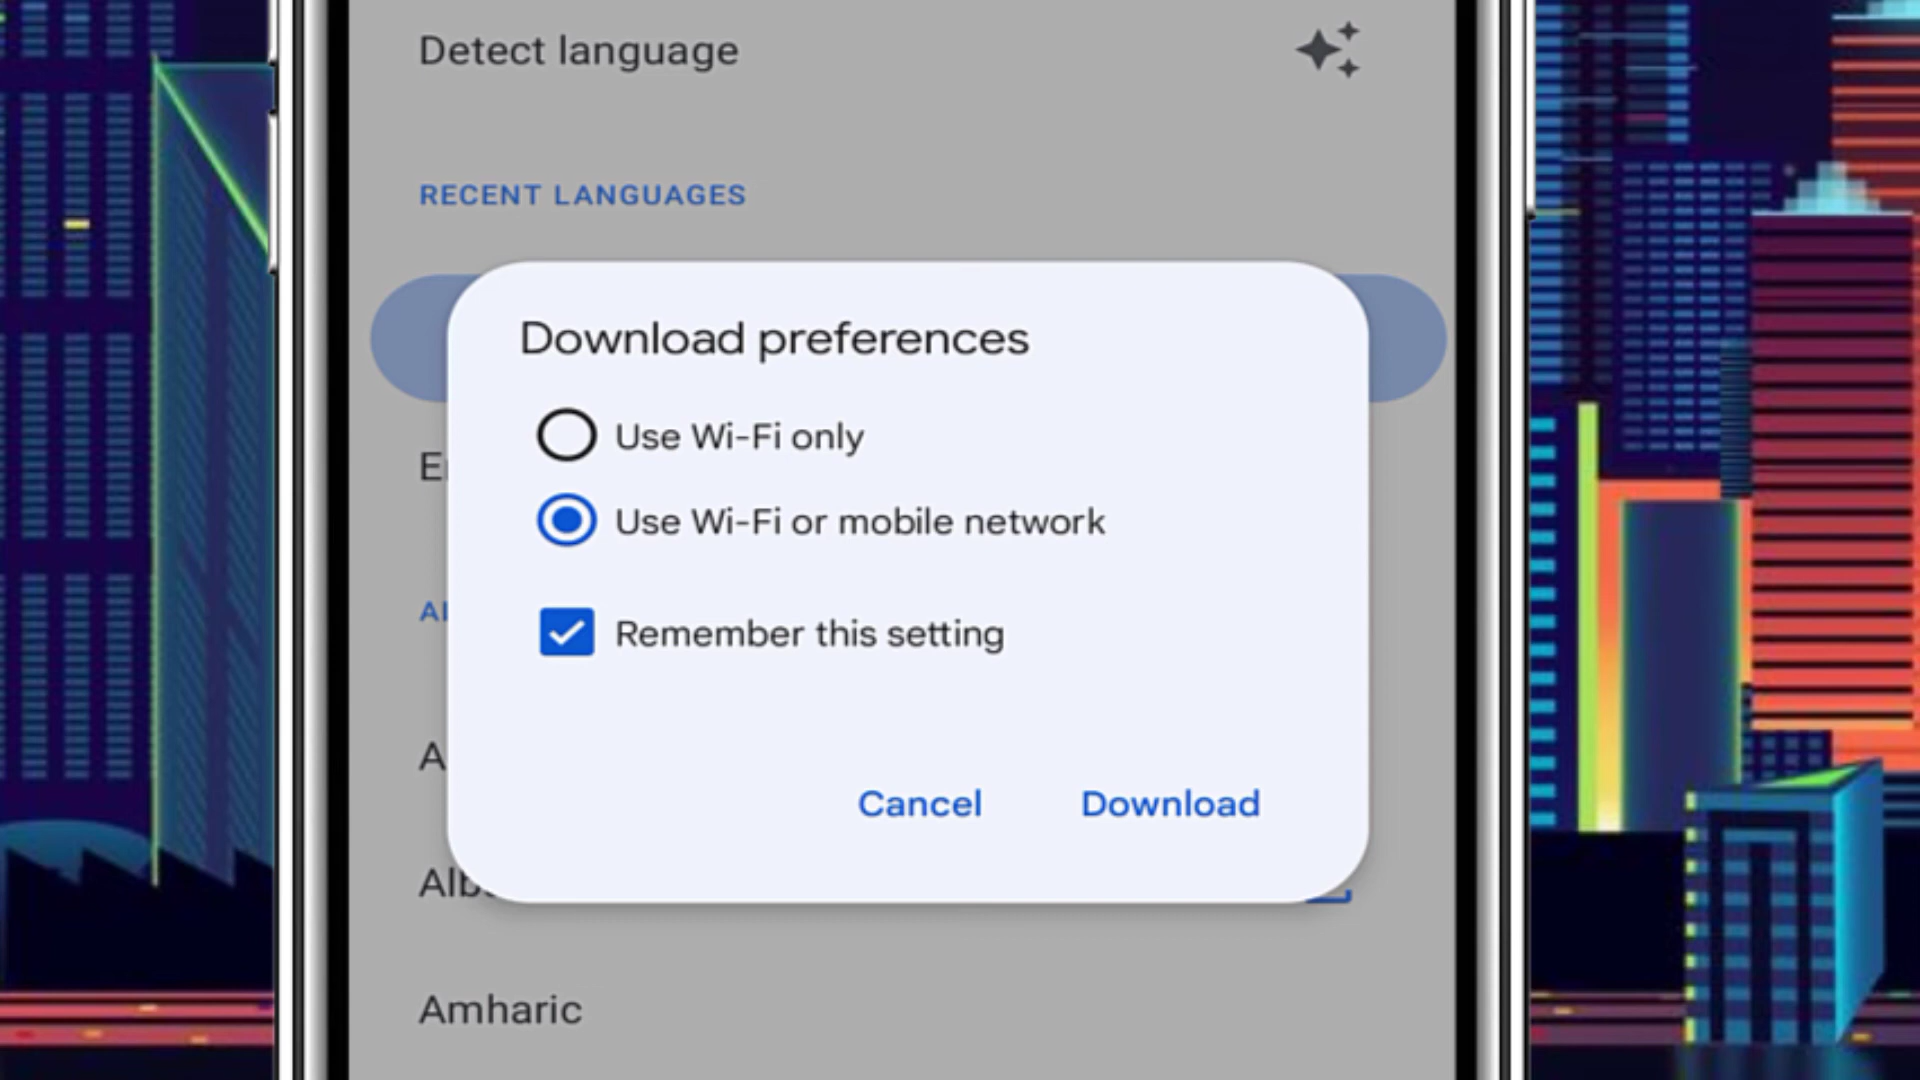 Detect language
RECENT LANGUAGES
Download preferences
Use Wi-Fi only
Use Wi-Fi or mobile network
Remember this setting
Cancel
Download
Amharic